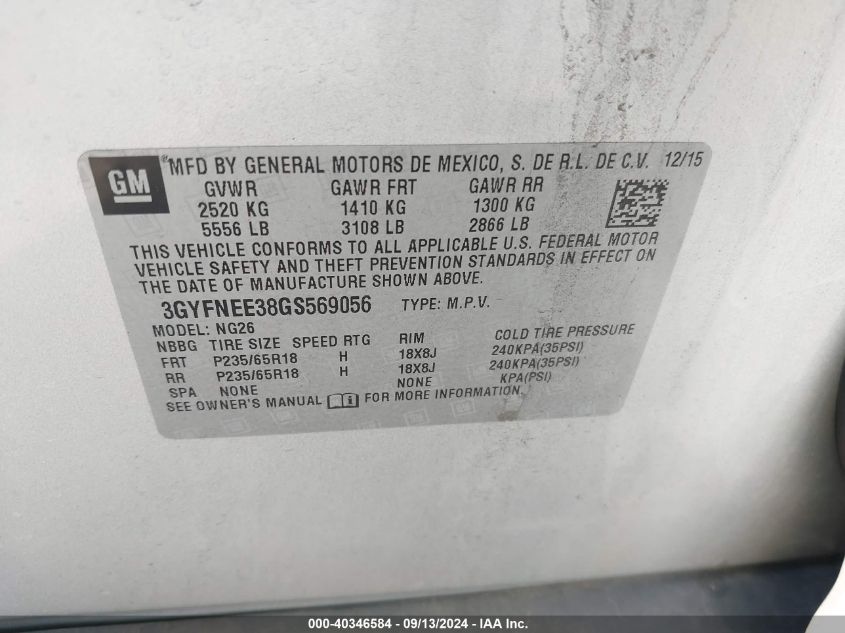 GM
® MFD BY GENERAL MOTORS DE MEXICO, S. DE R.L. DE C.V. 12/15
GVWR GAWR FRT GAWR RR
2520 KG 1410 KG 1300 KG
5556 LB 3108 LB 2866 LB
THIS VEHICLE CONFORMS TO ALL APPLICABLE U.S. FEDERAL MOTOR
VEHICLE SAFETY AND THEFT PREVENTION STANDARDS IN EFFECT ON
THE DATE OF MANUFACTURE SHOWN ABOVE.
3GYFNEE38GS569056 TYPE: M.P.V.
MODEL: NG26
NBBG TIRE SIZE SPEED RTG RIM COLD TIRE PRESSURE
FRT P235/65R18 H 18X8J 240KPA(35PSI)
RR P235/65R18 H 18X8J 240KPA(35PSI)
SPA NONE NONE KPA(PSI)
SEE OWNER'S MANUAL FOR MORE INFORMATION.
000-40346584 - 09/13/2024 - IAA Inc.